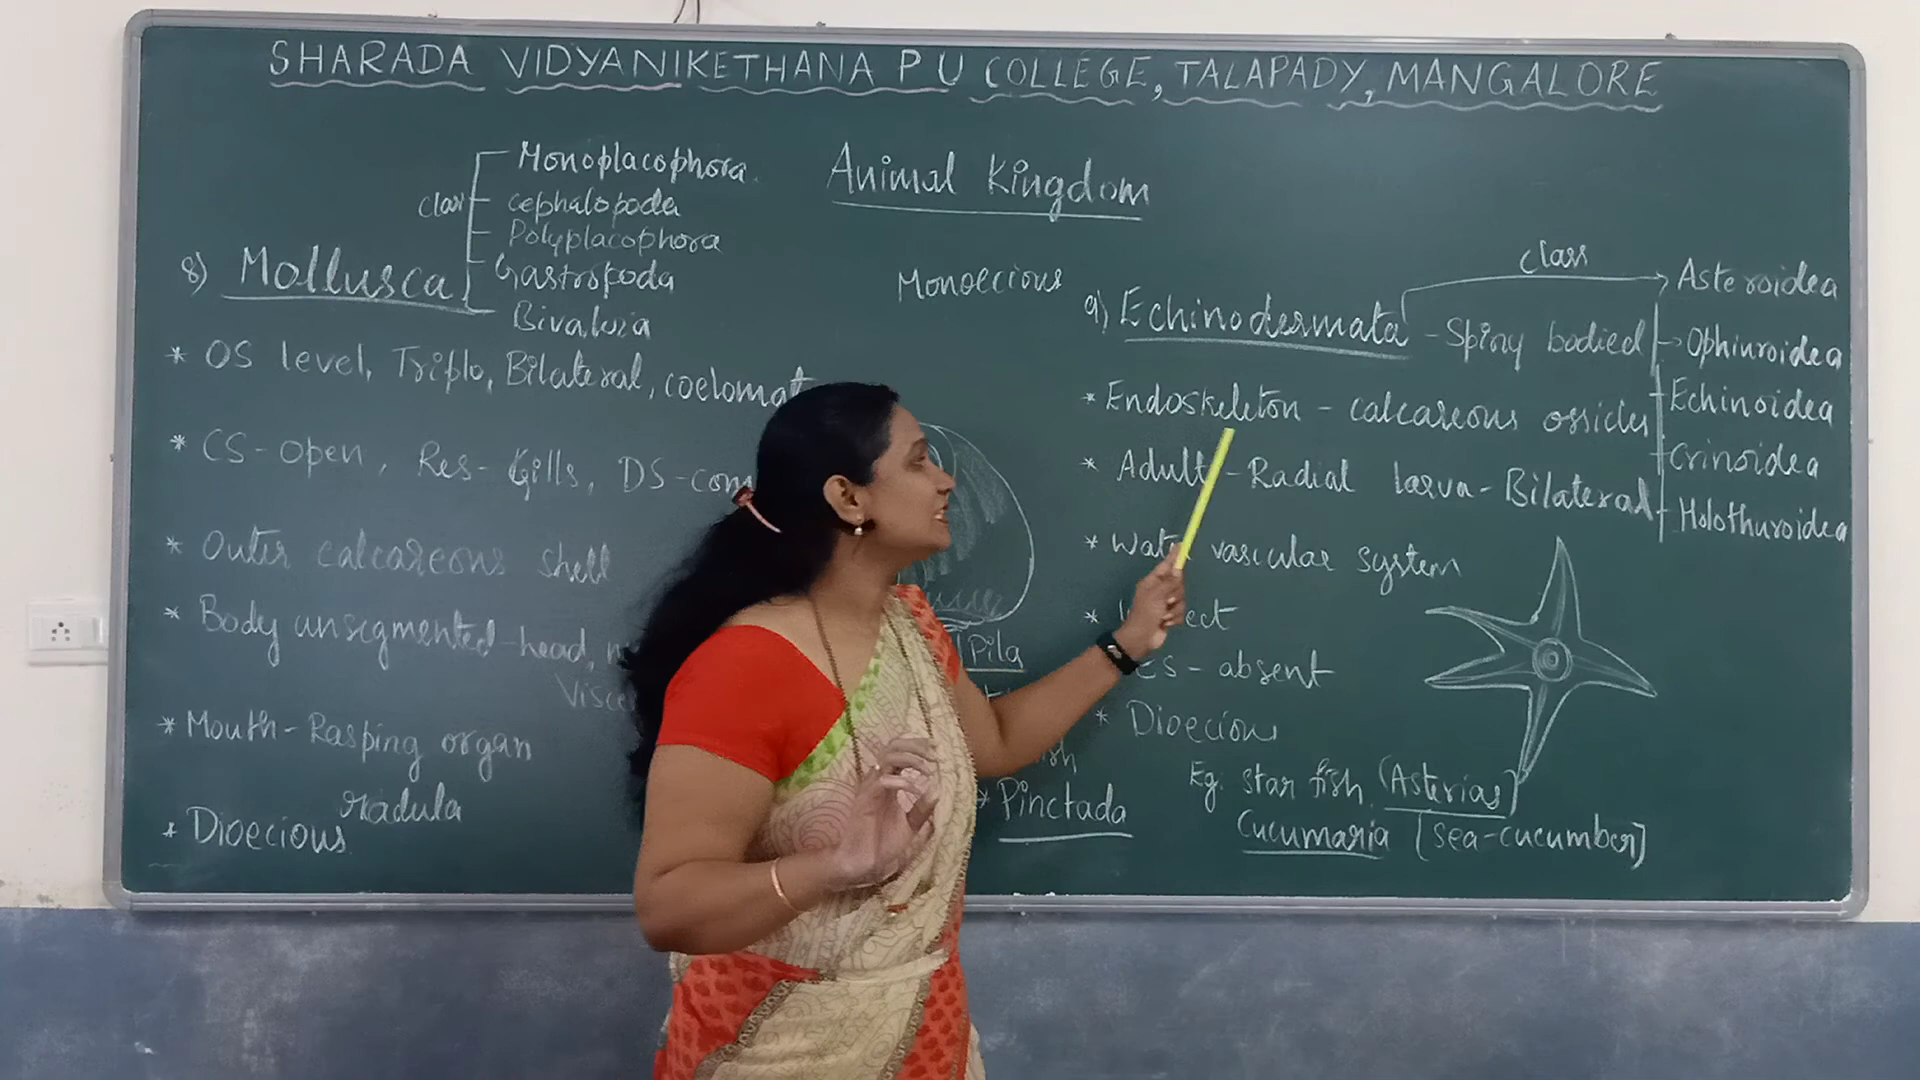 SHARADA VIDYANIKETHANA P U COLLEGE, TALAPADY, MANGALORE
Animal Kingdom
8) Mollusca
class
Monoplacophora
cephalopoda
Polyplacophora
Gastropoda
Bivalvia
* OS level, Triplo, Bilateral, coelomat
* CS - open, Res - Gills, DS - com
* Outer calcareous shell
* Body unsegmented - head,
Visce
* Mouth - Rasping organ
radula
* Dioecious
Monoecious
Pila
* Pinctada
9) Echinodermata - Spiny bodied
class
Asteroidea
Ophiuroidea
Echinoidea
Crinoidea
Holothuroidea
* Endoskeleton - calcareous ossicles
* Adult - Radial larva - Bilateral
* Wate vascular system
* ect
ES - absent
* Dioecious
Eg. Star fish (Asterias)
Cucumaria [sea-cucumber]